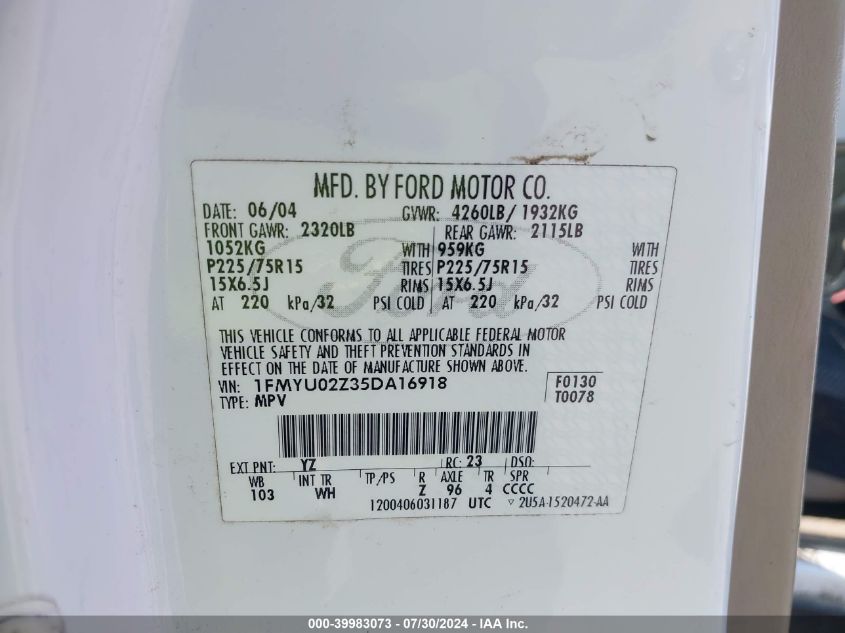 MFD. BY FORD MOTOR CO.
DATE: 06/04 GVWR: 4260LB/ 1932KG
FRONT GAWR: 2320LB REAR GAWR: 2115LB
1052KG WITH 959KG WITH
P225/75R15 TIRES P225/75R15 TIRES
15X6.5J RIMS 15X6.5J RIMS
AT 220 kPa/32 PSI COLD AT 220 kPa/32 PSI COLD
Ford
THIS VEHICLE CONFORMS TO ALL APPLICABLE FEDERAL MOTOR
VEHICLE SAFETY AND THEFT PREVENTION STANDARDS IN
EFFECT ON THE DATE OF MANUFACTURE SHOWN ABOVE.
VIN: 1FMYU02Z35DA16918 F0130
TYPE: MPV T0078
EXT PNT: YZ RC: 23 DSO:
WB INT TR TP/PS R AXLE TR SPR
103 WH Z 96 4 CCCC
1200406031187 UTC ▽ 2U5A-1520472-AA
000-39983073 / 07/30/2024 - IAA Inc.